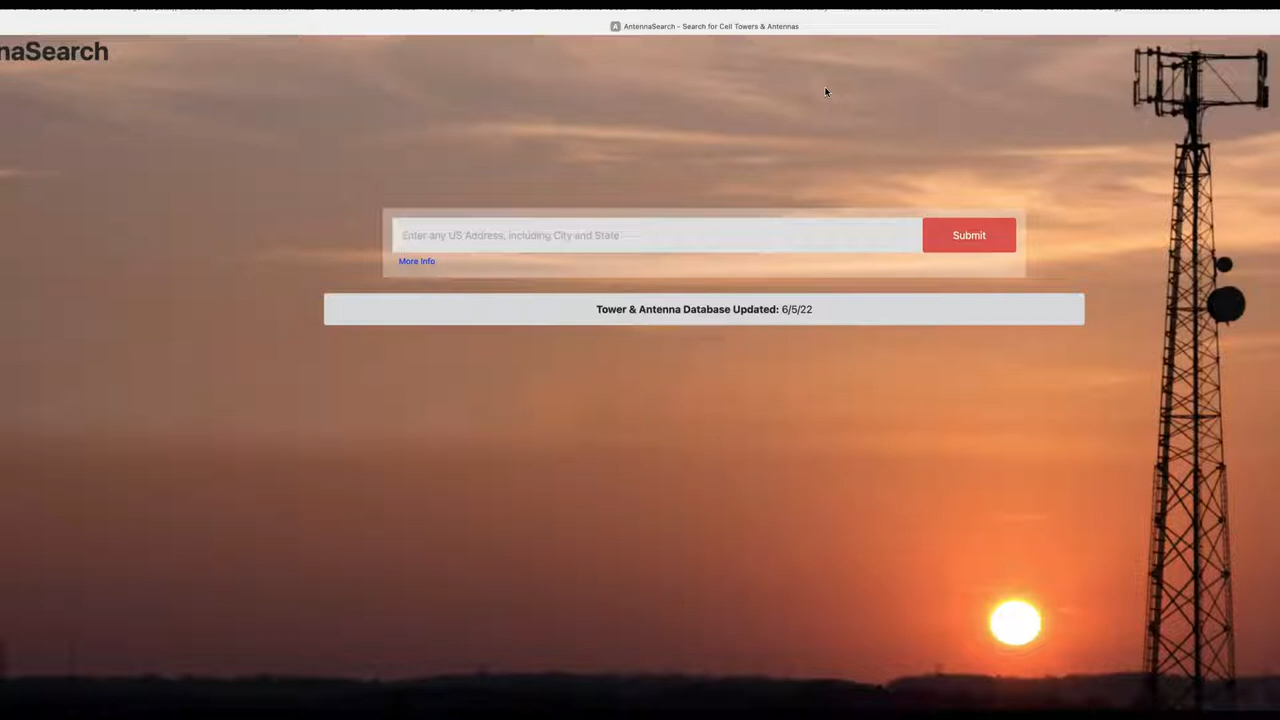 AntennaSearch - Search for Cell Towers & Antennas
naSearch
Enter any US Address, including City and State
Submit
More Info
Tower & Antenna Database Updated: 6/5/22